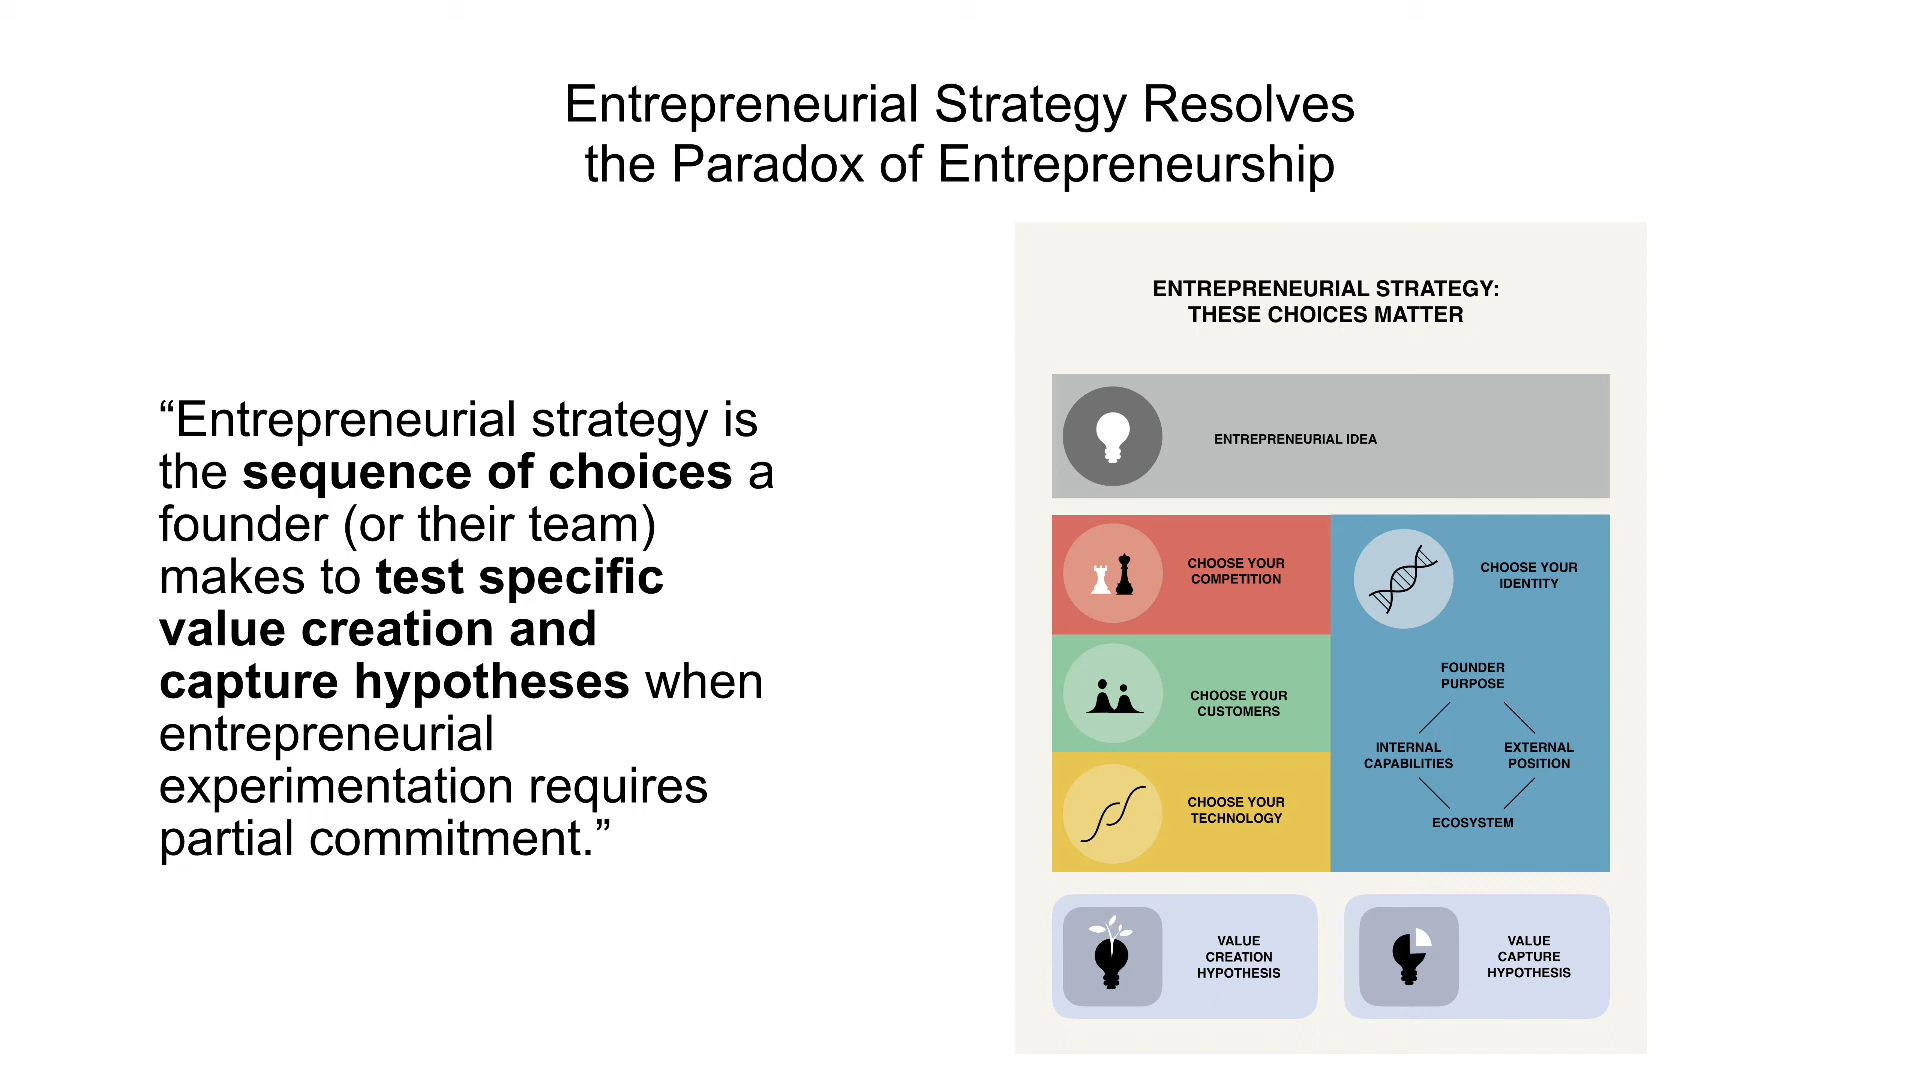 Entrepreneurial Strategy Resolves
the Paradox of Entrepreneurship
“Entrepreneurial strategy is
the sequence of choices a
founder (or their team)
makes to test specific
value creation and
capture hypotheses when
entrepreneurial
experimentation requires
partial commitment.”
ENTREPRENEURIAL STRATEGY:
THESE CHOICES MATTER
ENTREPRENEURIAL IDEA
CHOOSE YOUR
COMPETITION
CHOOSE YOUR
CUSTOMERS
CHOOSE YOUR
TECHNOLOGY
CHOOSE YOUR
IDENTITY
FOUNDER
PURPOSE
INTERNAL
CAPABILITIES
EXTERNAL
POSITION
ECOSYSTEM
VALUE
CREATION
HYPOTHESIS
VALUE
CAPTURE
HYPOTHESIS